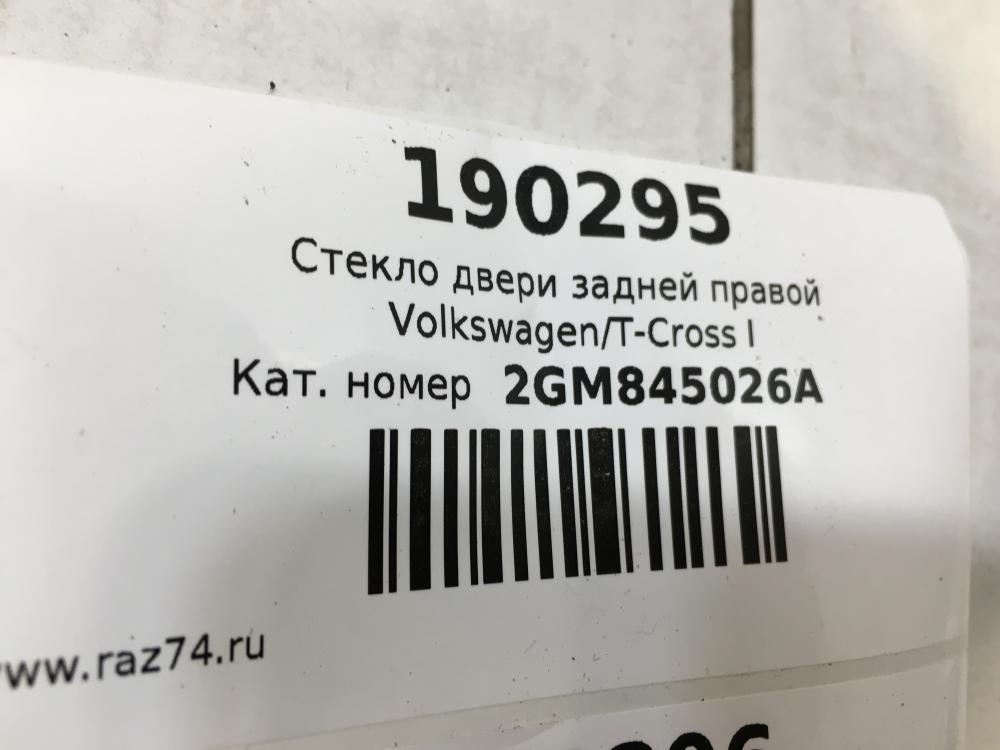 190295
Стекло двери задней правой
Volkswagen/T-Cross I
Кат. номер 2GM845026A
www.raz74.ru